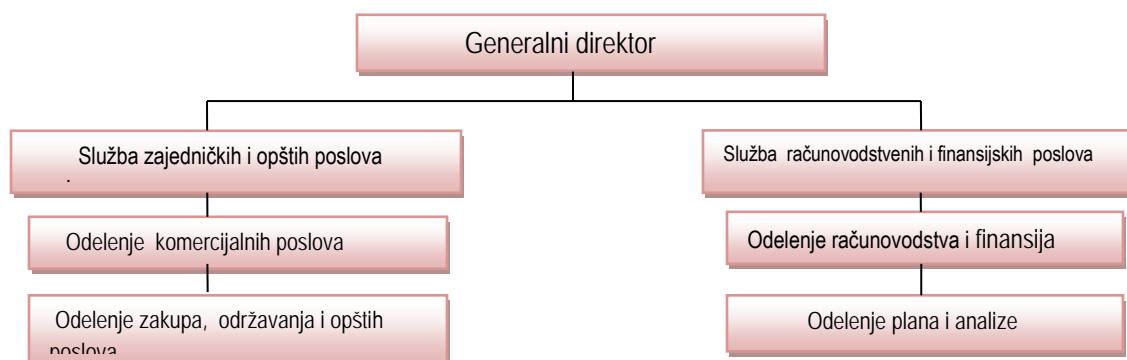 Generalni direktor
Služba zajedničkih i opštih poslova
.
Služba računovodstvenih i finansijskih poslova
Odelenje komercijalnih poslova
Odelenje računovodstva i finansija
Odelenje zakupa, održavanja i opštih
poslova
Odelenje plana i analize